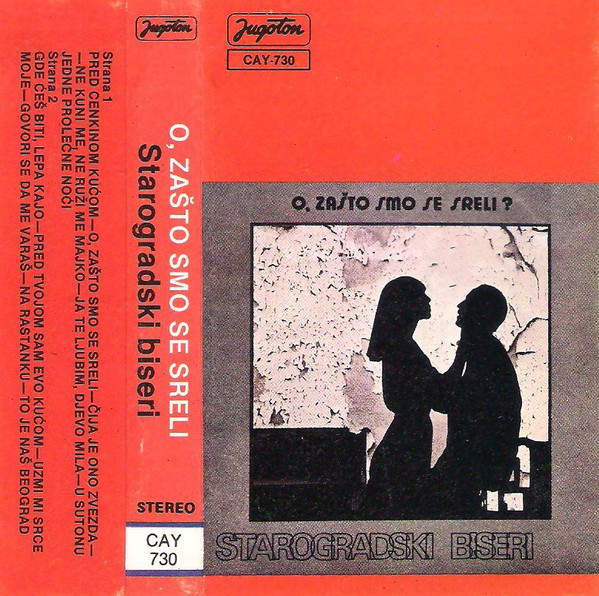 Strana 1
PRED CENKINOM KUĆOM—O, ZAŠTO SMO SE SRELI—ČIJA JE ONO ZVEZDA—
—NE KUNI ME, NE RUŽI ME MAJKO—JA TE LJUBIM, DJEVO MILA—U SUTONU
JEDNE PROLEĆNE NOĆI
Strana 2
GDE ĆEŠ BITI, LEPA KAJO—PRED TVOJOM SAM EVO KUĆOM—UZMI MI SRCE
MOJE—GOVORI SE DA ME VARAŠ—NA RASTANKU—TO JE NAŠ BEOGRAD
Jugoton
O, ZAŠTO SMO SE SRELI
Starogradski biseri
STEREO
CAY
730
Jugoton
CAY-730
O, ZAŠTO SMO SE SRELI?
STAROGRADSKI BISERI